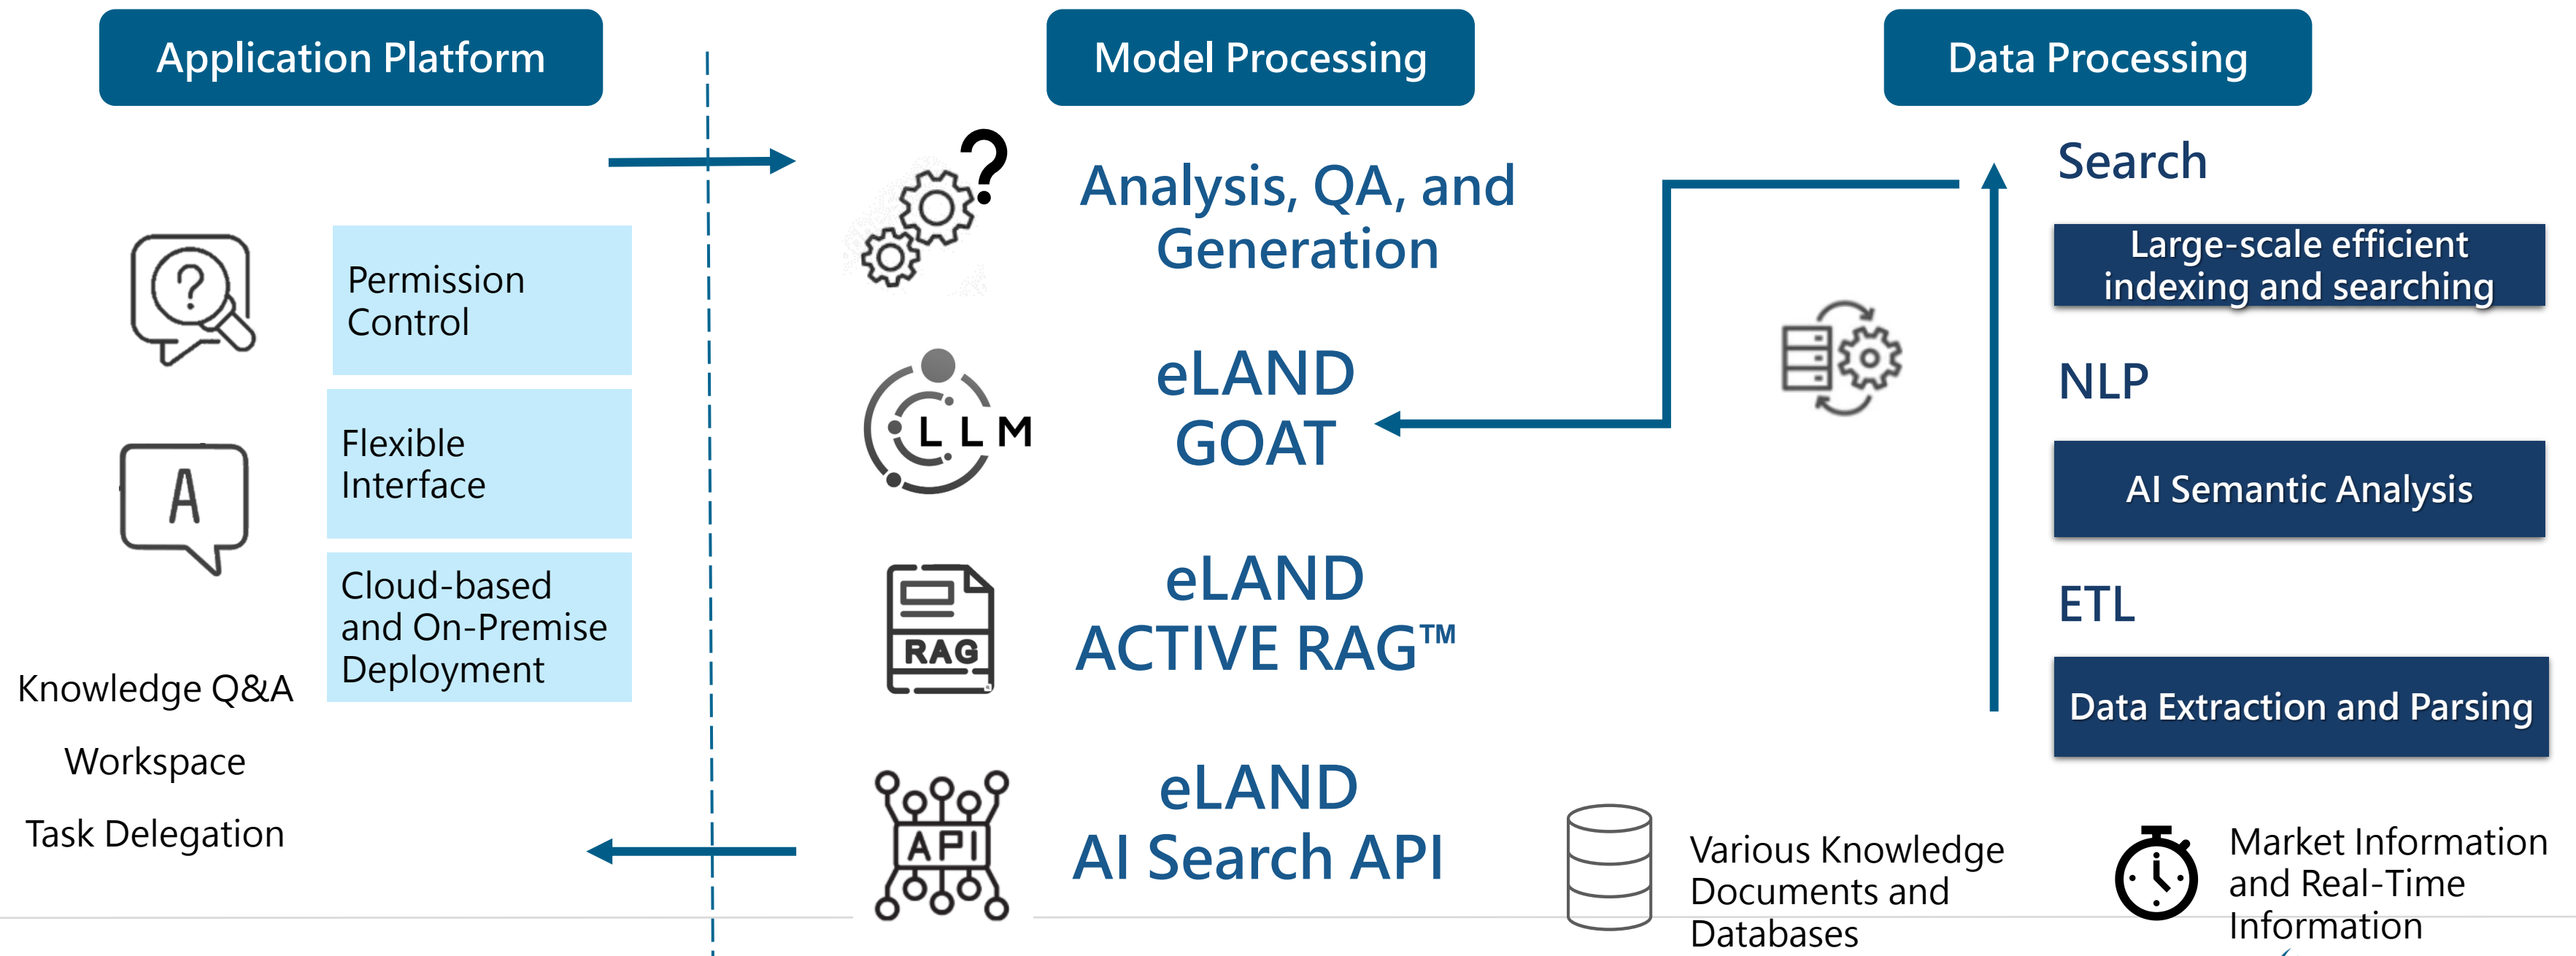 Application Platform
Model Processing
Data Processing
?
Permission
Control
A
Flexible
Interface
Cloud-based
and On-Premise
Deployment
Knowledge Q&A
Workspace
Task Delegation
?
Analysis, QA, and
Generation
LLM
eLAND
GOAT
RAG
eLAND
ACTIVE RAG™
API
eLAND
AI Search API
Search
Large-scale efficient
indexing and searching
NLP
AI Semantic Analysis
ETL
Data Extraction and Parsing
Various Knowledge
Documents and
Databases
Market Information
and Real-Time
Information